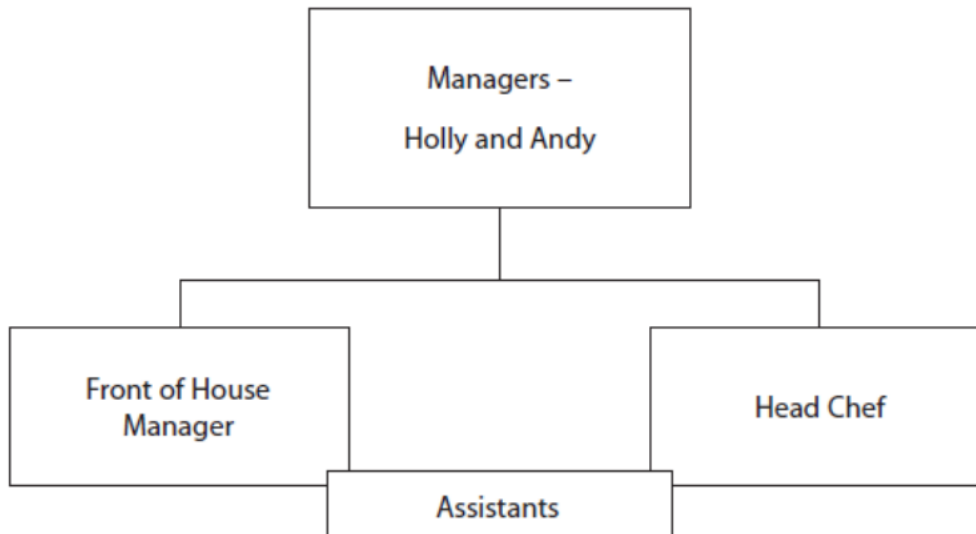 Managers –
Holly and Andy
Front of House
Manager
Head Chef
Assistants